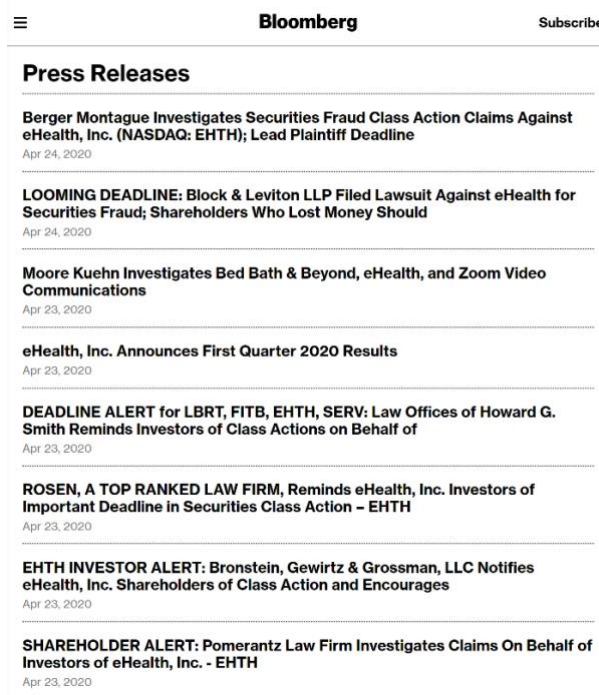 Bloomberg
Subscribe
Press Releases
Berger Montague Investigates Securities Fraud Class Action Claims Against
eHealth, Inc. (NASDAQ: EHTH); Lead Plaintiff Deadline
Apr 24, 2020
LOOMING DEADLINE: Block & Leviton LLP Filed Lawsuit Against eHealth for
Securities Fraud; Shareholders Who Lost Money Should
Apr 24, 2020
Moore Kuehn Investigates Bed Bath & Beyond, eHealth, and Zoom Video
Communications
Apr 23, 2020
eHealth, Inc. Announces First Quarter 2020 Results
Apr 23, 2020
DEADLINE ALERT for LBRT, FITB, EHTH, SERV: Law Offices of Howard G.
Smith Reminds Investors of Class Actions on Behalf of
Apr 23, 2020
ROSEN, A TOP RANKED LAW FIRM, Reminds eHealth, Inc. Investors of
Important Deadline in Securities Class Action – EHTH
Apr 23, 2020
EHTH INVESTOR ALERT: Bronstein, Gewirtz & Grossman, LLC Notifies
eHealth, Inc. Shareholders of Class Action and Encourages
Apr 23, 2020
SHAREHOLDER ALERT: Pomerantz Law Firm Investigates Claims On Behalf of
Investors of eHealth, Inc. - EHTH
Apr 23, 2020